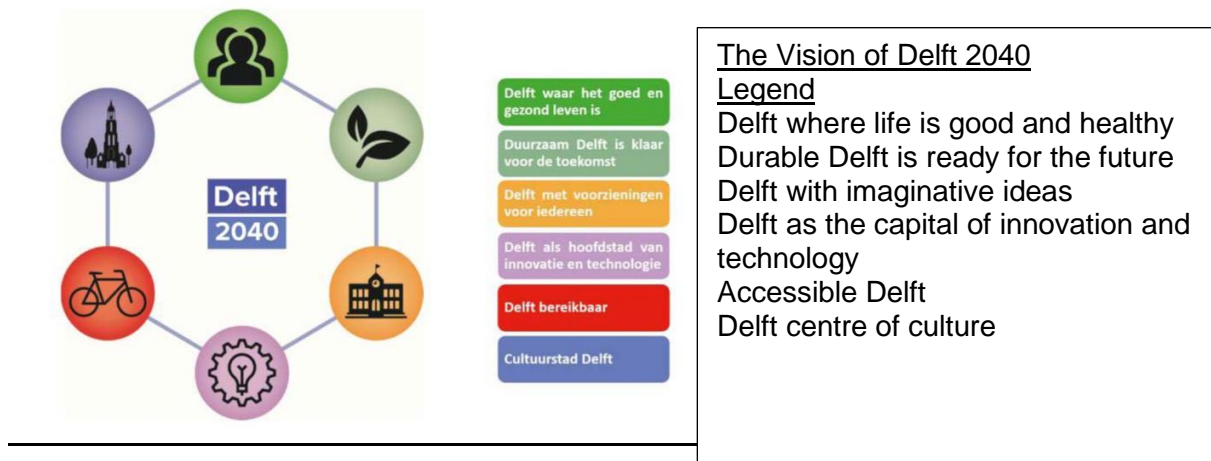 Delft
2040
Delft waar het goed en
gezond leven is
Duurzaam Delft is klaar
voor de toekomst
Delft met voorzieningen
voor iedereen
Delft als hoofdstad van
innovatie en technologie
Delft bereikbaar
Cultuurstad Delft
The Vision of Delft 2040
Legend
Delft where life is good and healthy
Durable Delft is ready for the future
Delft with imaginative ideas
Delft as the capital of innovation and
technology
Accessible Delft
Delft centre of culture